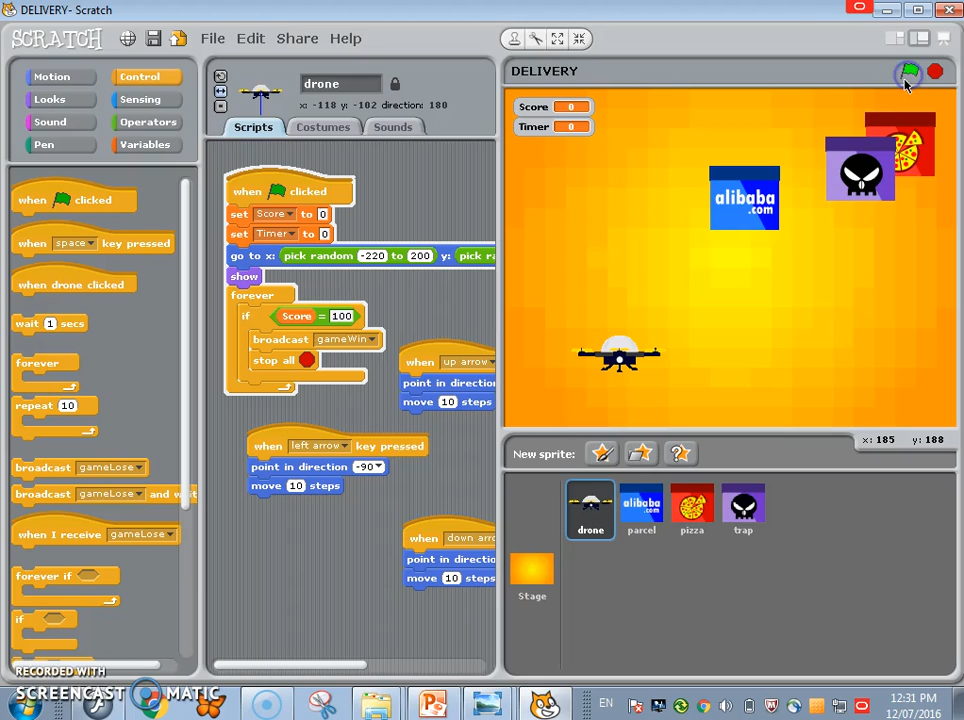 DELIVERY- Scratch
SCRATCH File Edit Share Help
DELIVERY
Motion Control
Looks Sensing
Sound Operators
Pen Variables
drone
x: -118 y: -102 direction: 180
Scripts Costumes Sounds
when clicked
when space key pressed
when drone clicked
wait 1 secs
forever
repeat 10
broadcast gameLose
broadcast gameLose and wait
when I receive gameLose
forever if
if
when clicked
set Score to 0
set Timer to 0
go to x: pick random -220 to 200 y: pick ra
show
forever
if Score = 100
broadcast gameWin
stop all
when up arrow
point in direction
move 10 steps
when left arrow key pressed
point in direction -90
move 10 steps
when down arro
point in directio
move 10 steps
Score 0
Timer 0
alibaba
.com
x: 185 y: 188
New sprite:
alibaba
.com
drone parcel pizza trap
Stage
RECORDED WITH
SCREENCAST MATIC
EN
12:31 PM
12/07/2016